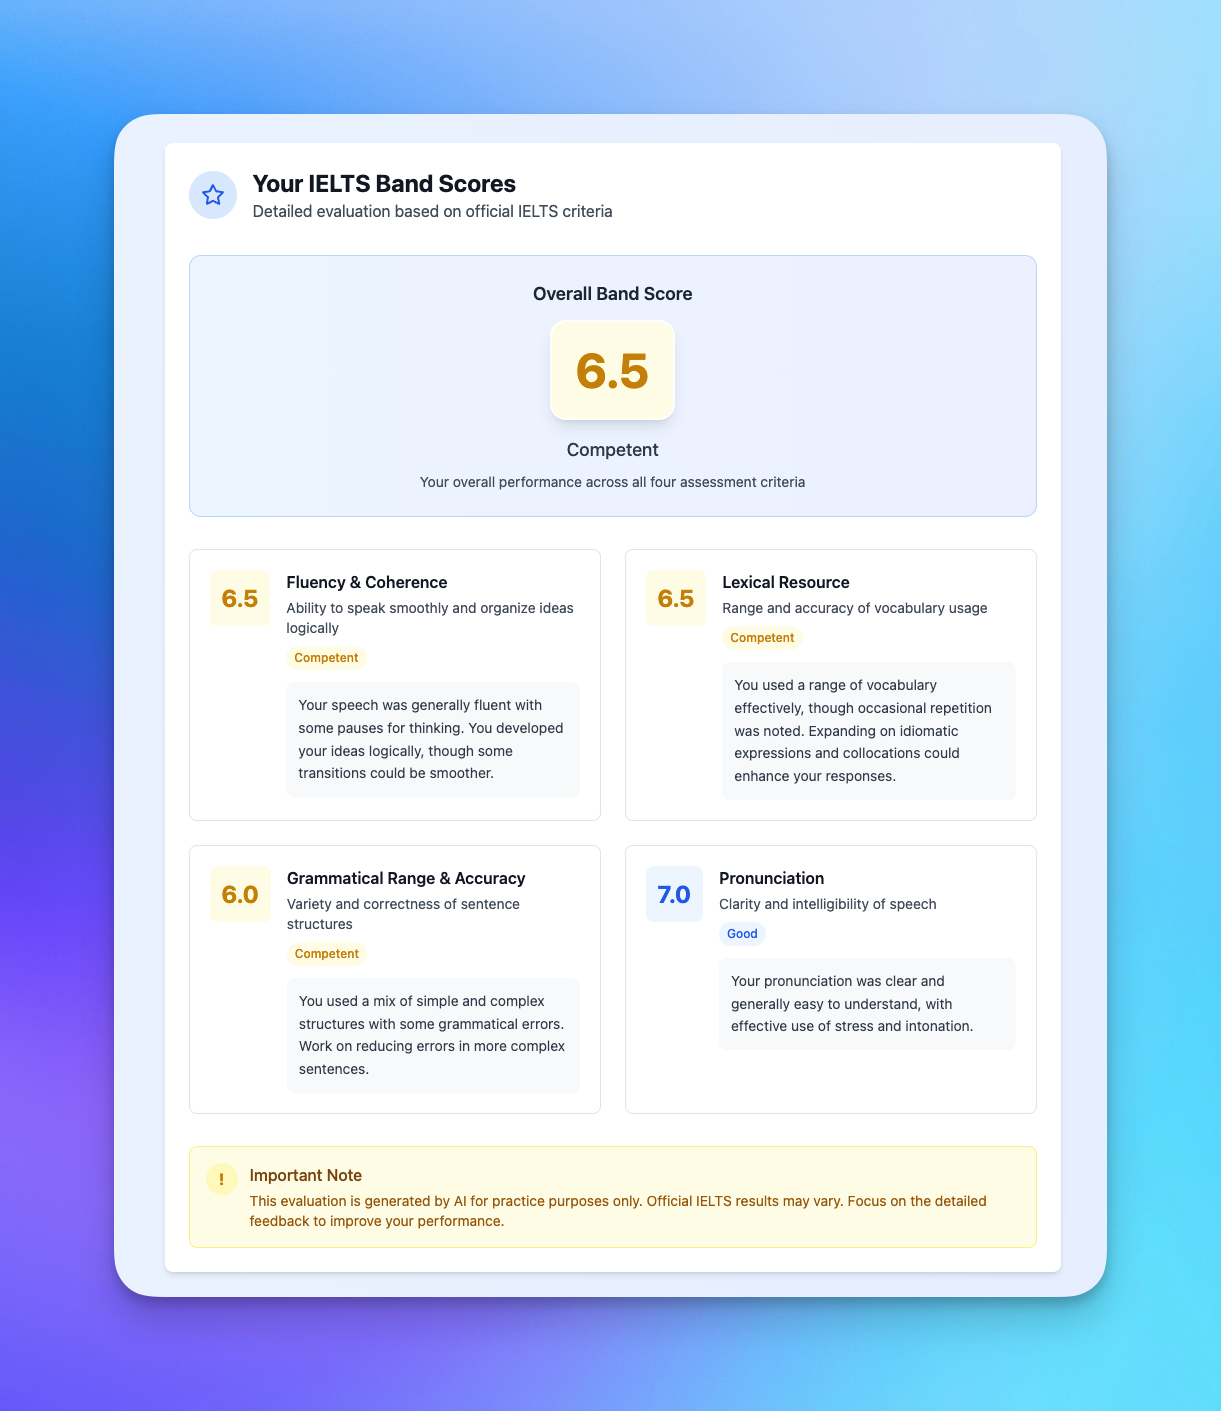 Your IELTS Band Scores
Detailed evaluation based on official IELTS criteria
Overall Band Score
6.5
Competent
Your overall performance across all four assessment criteria
6.5
Fluency & Coherence
Ability to speak smoothly and organize ideas
logically
Competent
Your speech was generally fluent with
some pauses for thinking. You developed
your ideas logically, though some
transitions could be smoother.
6.5
Lexical Resource
Range and accuracy of vocabulary usage
Competent
You used a range of vocabulary
effectively, though occasional repetition
was noted. Expanding on idiomatic
expressions and collocations could
enhance your responses.
6.0
Grammatical Range & Accuracy
Variety and correctness of sentence
structures
Competent
You used a mix of simple and complex
structures with some grammatical errors.
Work on reducing errors in more complex
sentences.
7.0
Pronunciation
Clarity and intelligibility of speech
Good
Your pronunciation was clear and
generally easy to understand, with
effective use of stress and intonation.
!
Important Note
This evaluation is generated by AI for practice purposes only. Official IELTS results may vary. Focus on the detailed
feedback to improve your performance.